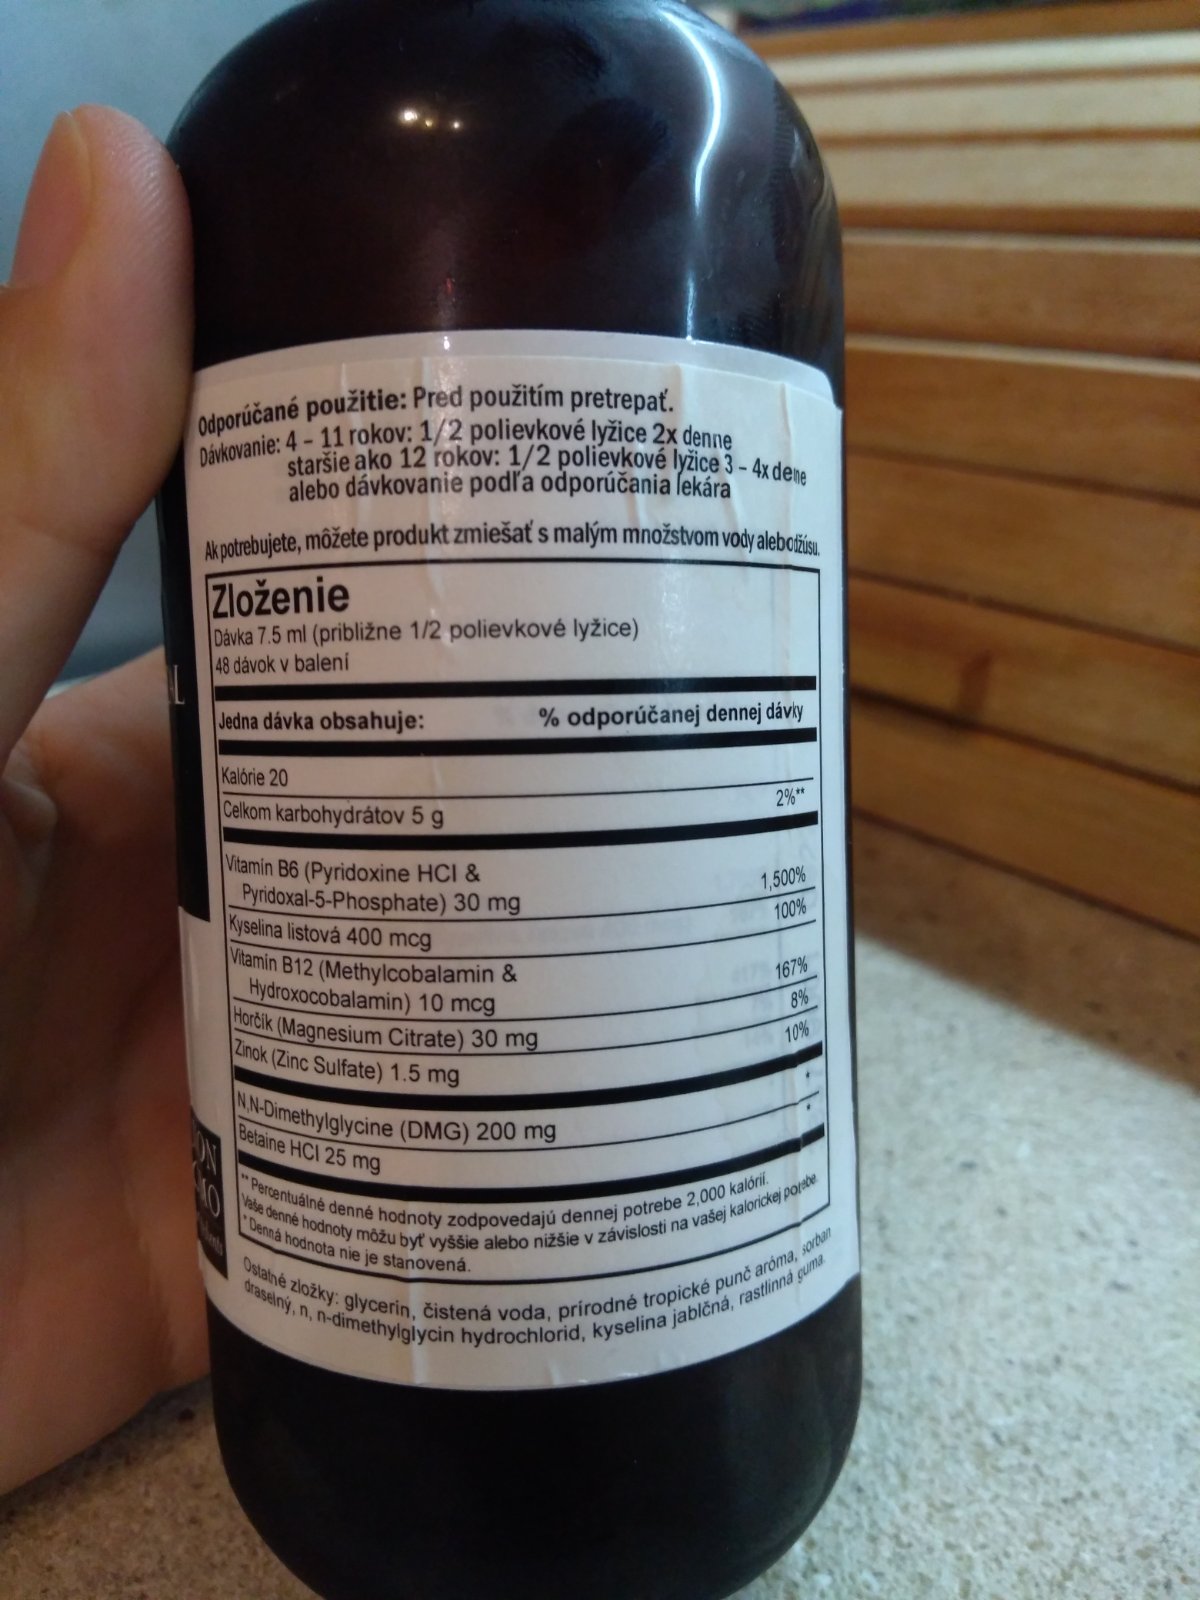 Odporúčané použitie: Pred použitím pretrepať.
Dávkovanie: 4 – 11 rokov: 1/2 polievkové lyžice 2x denne
staršie ako 12 rokov: 1/2 polievkové lyžice 3 – 4x denne
alebo dávkovanie podľa odporúčania lekára
Ak potrebujete, môžete produkt zmiešať s malým množstvom vody alebo džúsu.
Zloženie
Dávka 7.5 ml (približne 1/2 polievkové lyžice)
48 dávok v balení
Jedna dávka obsahuje: % odporúčanej dennej dávky
Kalórie 20
Celkom karbohydrátov 5 g 2%**
Vitamín B6 (Pyridoxine HCl &
Pyridoxal-5-Phosphate) 30 mg 1,500%
Kyselina listová 400 mcg 100%
Vitamín B12 (Methylcobalamin &
Hydroxocobalamin) 10 mcg 167%
Horčík (Magnesium Citrate) 30 mg 8%
Zinok (Zinc Sulfate) 1.5 mg 10%
N,N-Dimethylglycine (DMG) 200 mg *
Betaine HCl 25 mg *
** Percentuálné denné hodnoty zodpovedajú dennej potrebe 2,000 kalórií.
Vaše denné hodnoty môžu byť vyššie alebo nižšie v závislosti na vašej kalorickej potrebe.
* Denná hodnota nie je stanovená.
Ostatné zložky: glycerin, čistená voda, prírodné tropické punč aróma, sorban
draselný, n, n-dimethylglycin hydrochlorid, kyselina jablčná, rastlinná guma.